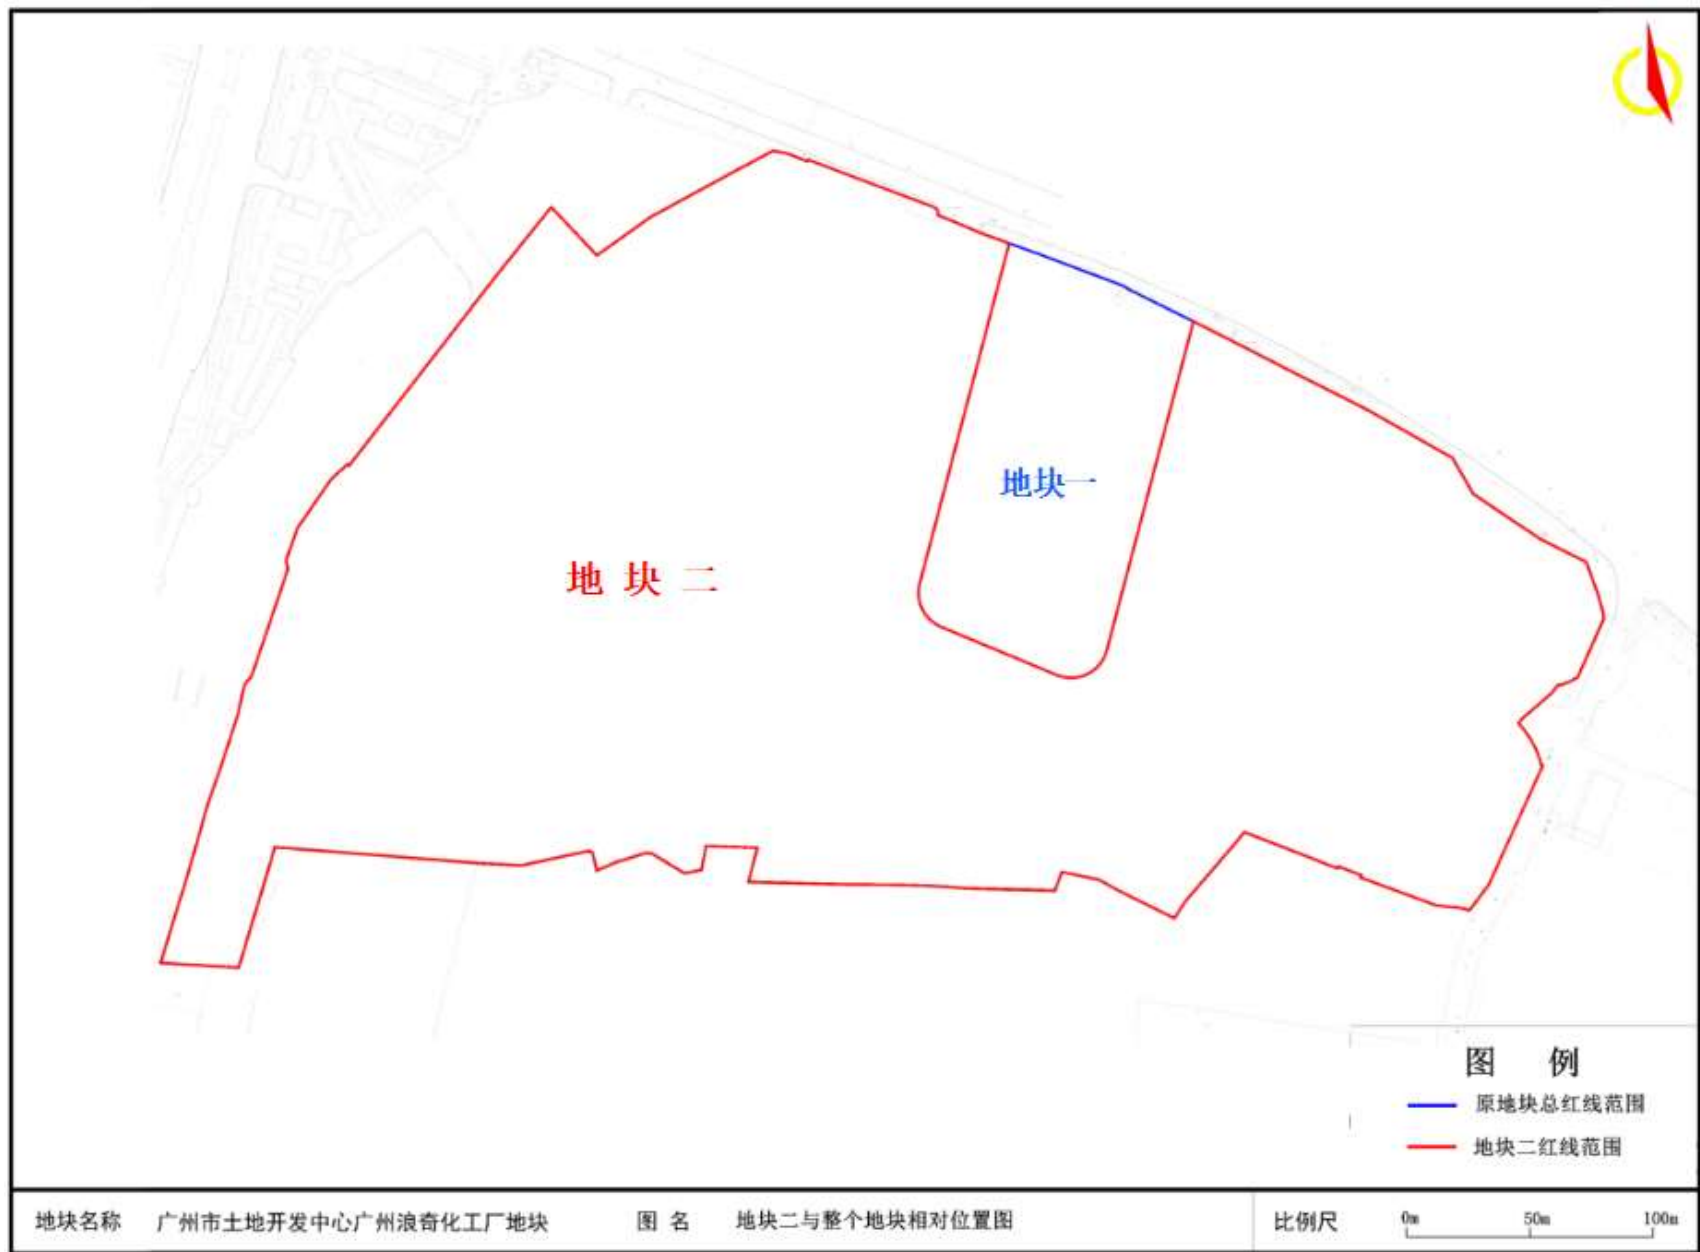 地块一
地块二
图 例
原地块总红线范围
地块二红线范围
地块名称 广州市土地开发中心广州浪奇化工厂地块 图 名 地块二与整个地块相对位置图 比例尺 0m 50m 100m